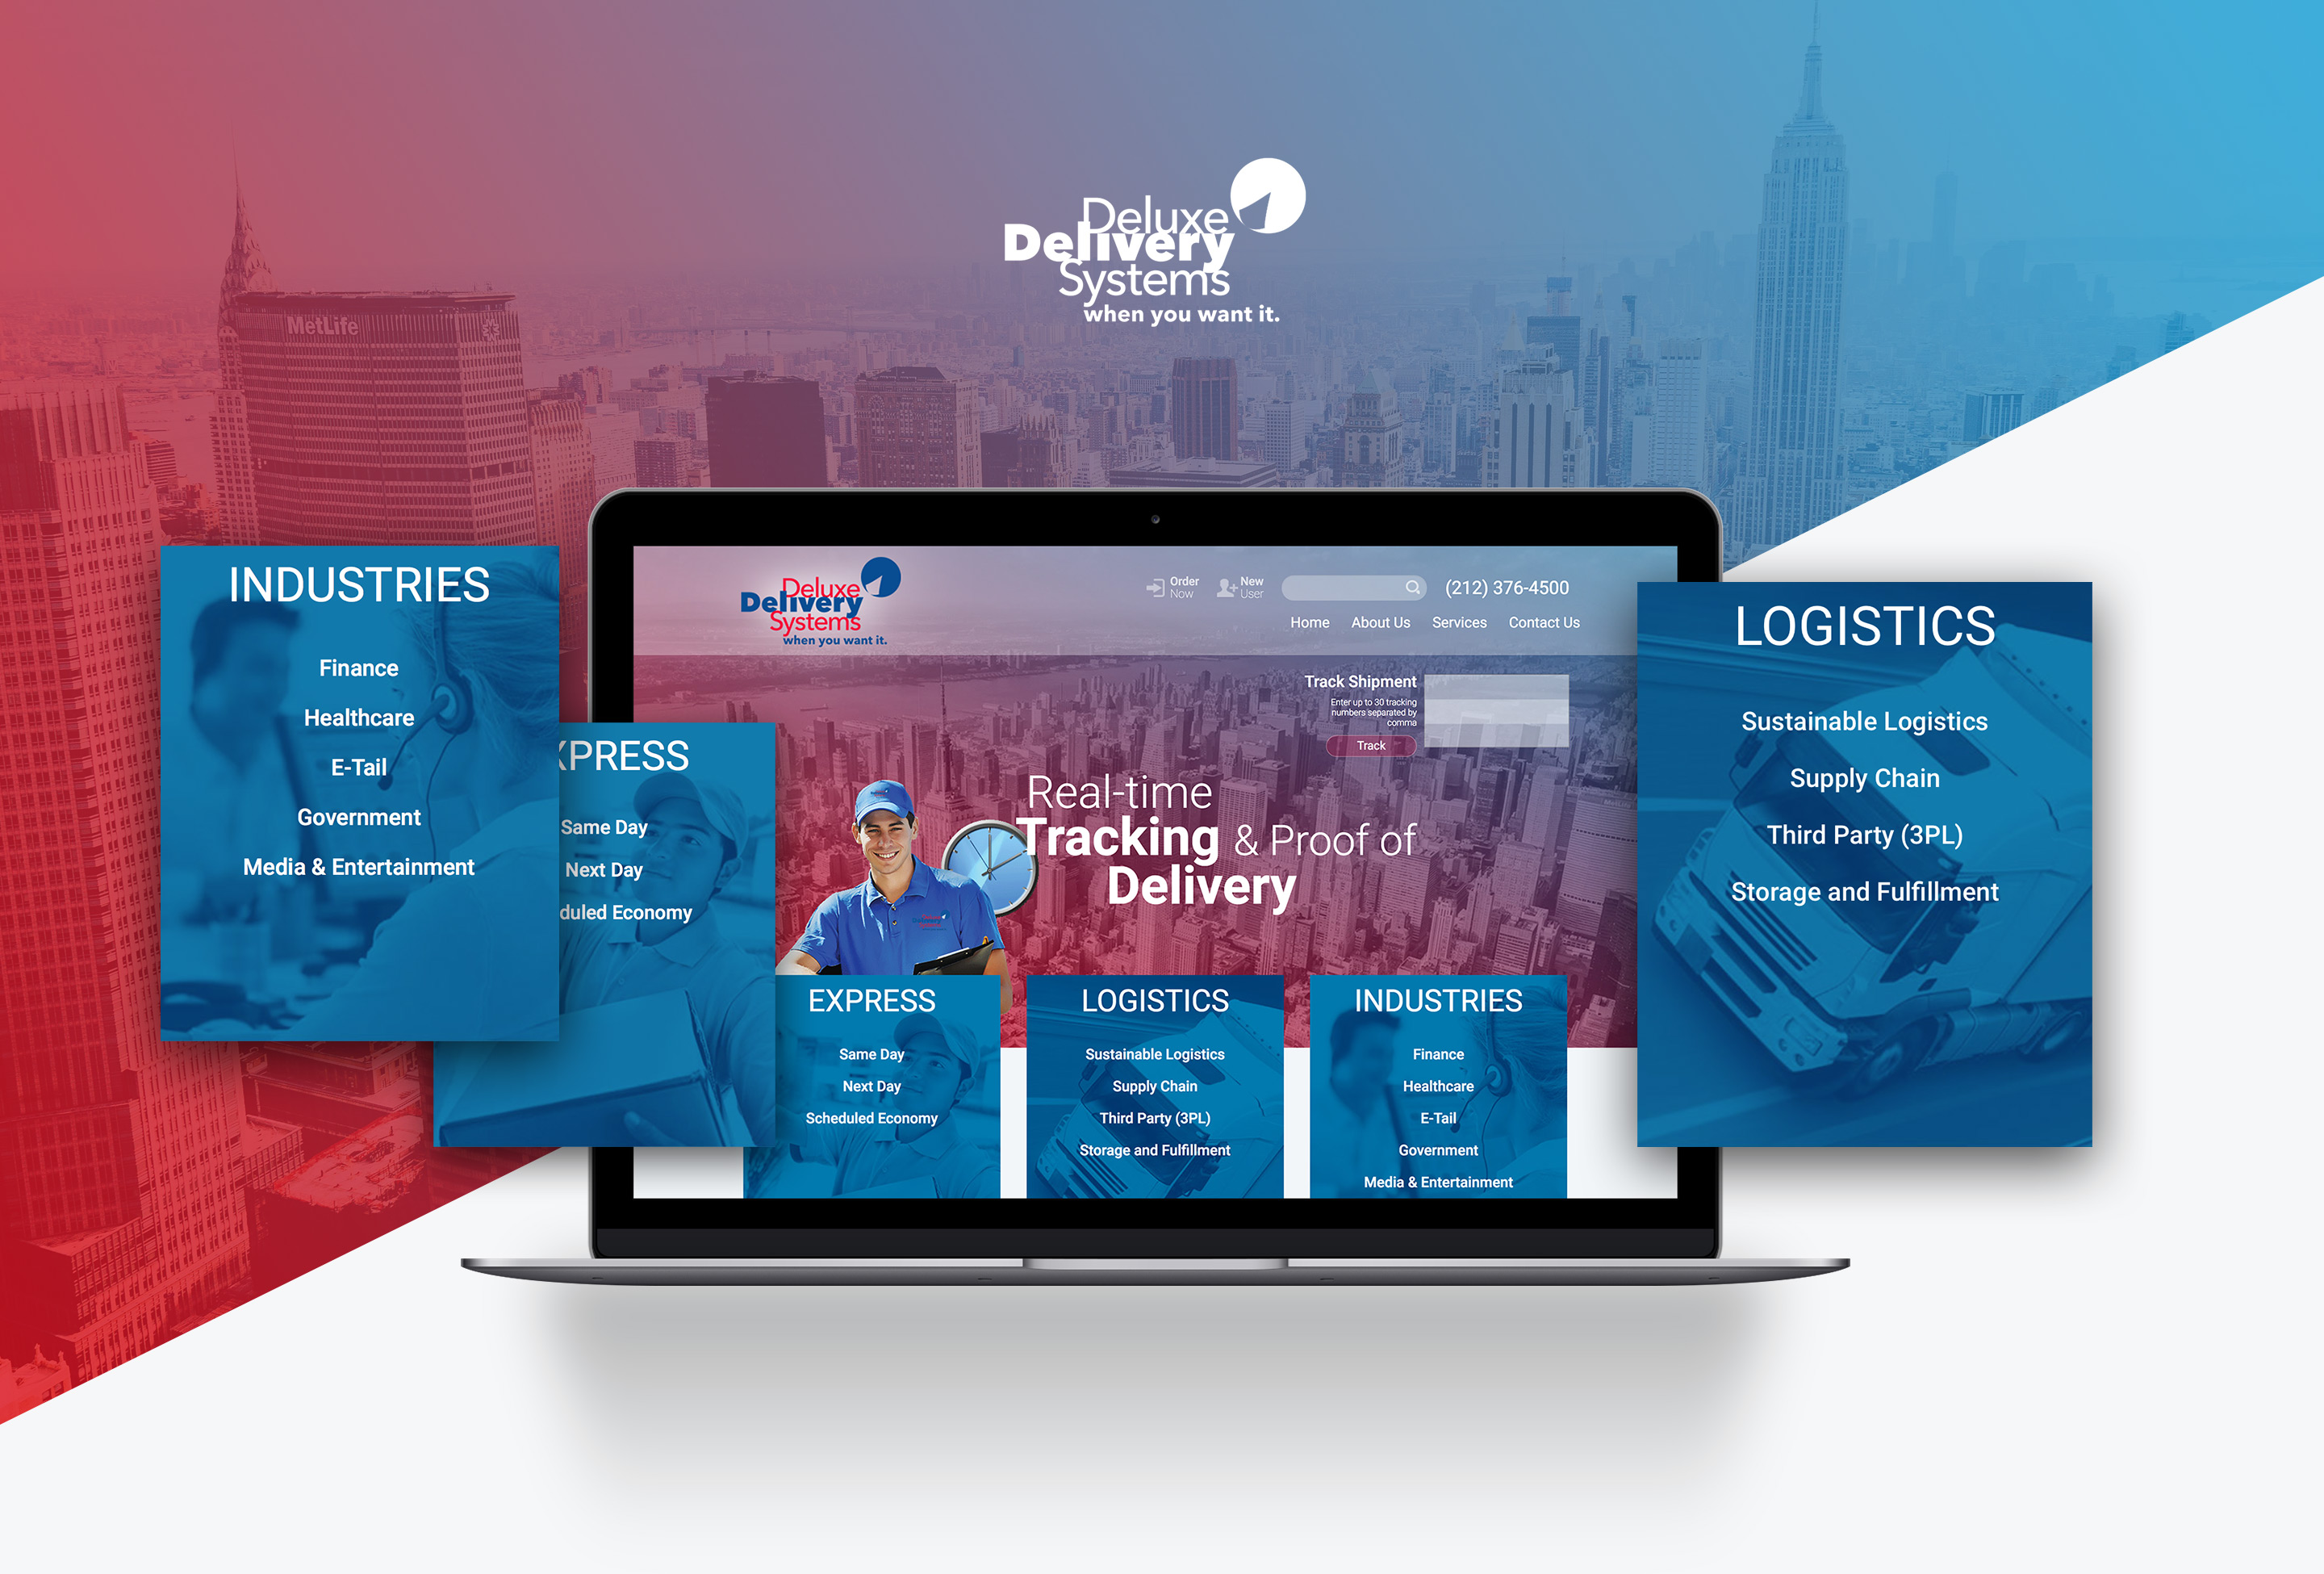 Deluxe
Delivery
Systems
when you want it.
MetLife
INDUSTRIES
Finance
Healthcare
E-Tail
Government
Media & Entertainment
XPRESS
Same Day
Next Day
duled Economy
Deluxe
Delivery
Systems
when you want it.
Order
Now
New
User
(212) 376-4500
Home About Us Services Contact Us
Track Shipment
Enter up to 30 tracking
numbers separated by
comma
Track
Real-time
Tracking & Proof of
Delivery
EXPRESS
Same Day
Next Day
Scheduled Economy
LOGISTICS
Sustainable Logistics
Supply Chain
Third Party (3PL)
Storage and Fulfillment
INDUSTRIES
Finance
Healthcare
E-Tail
Government
Media & Entertainment
LOGISTICS
Sustainable Logistics
Supply Chain
Third Party (3PL)
Storage and Fulfillment